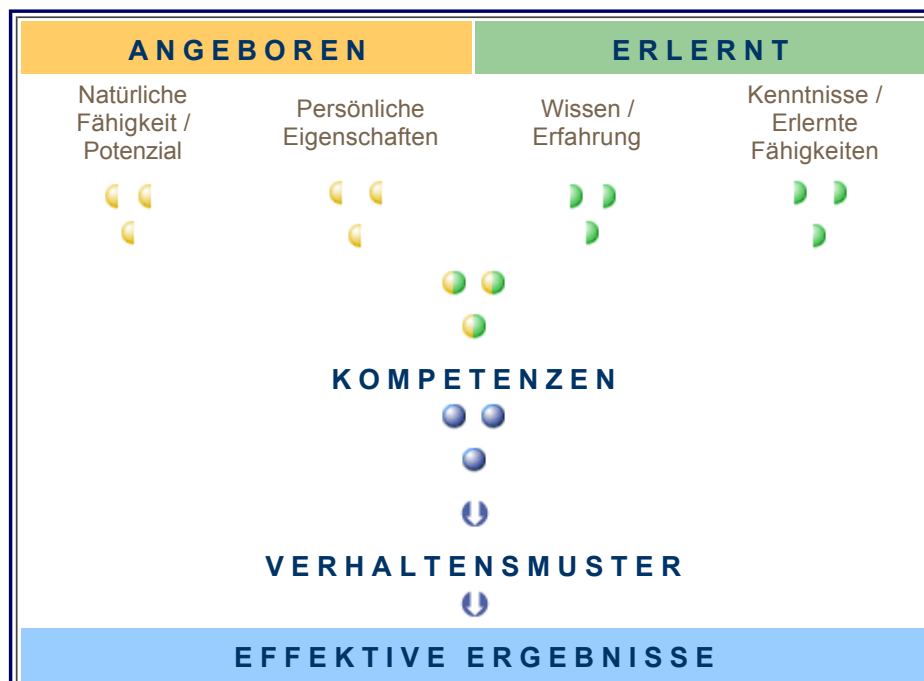 ANGEBOREN
ERLERNT
Natürliche
Fähigkeit /
Potenzial
Persönliche
Eigenschaften
Wissen /
Erfahrung
Kenntnisse /
Erlernte
Fähigkeiten
KOMPETENZEN
VERHALTENSMUSTER
EFFEKTIVE ERGEBNISSE